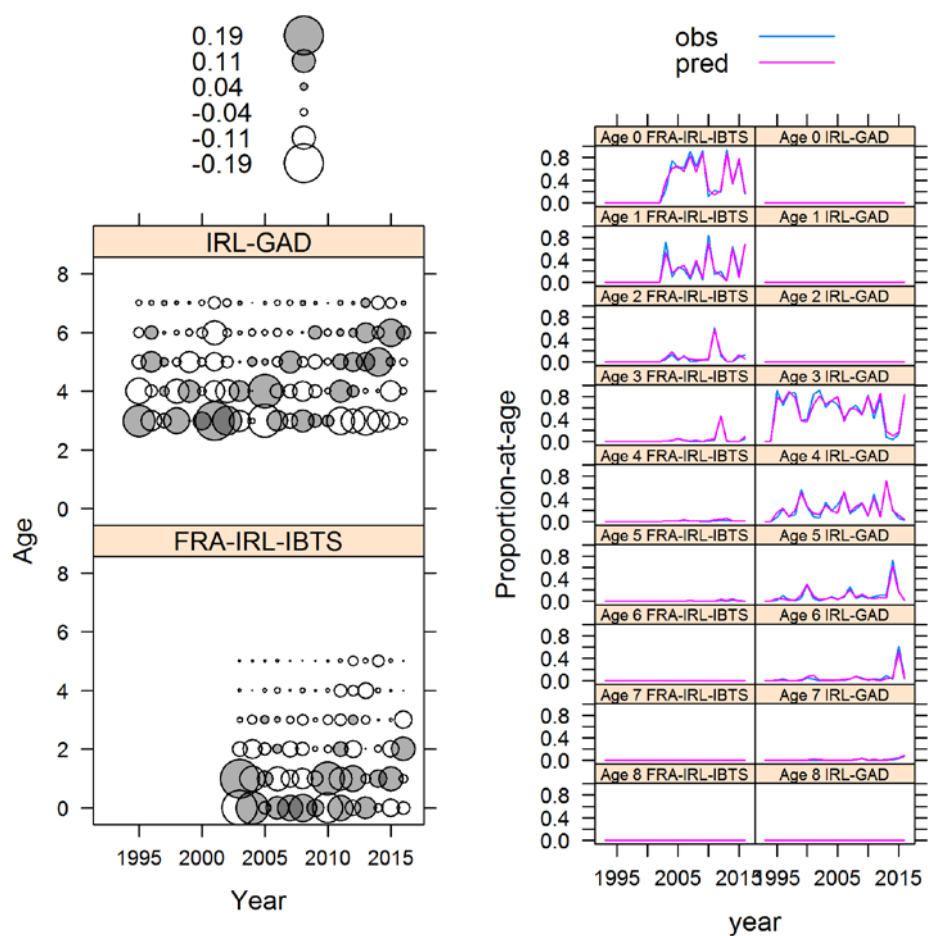 0.19
0.11
0.04
-0.04
-0.11
-0.19
IRL-GAD
8
6
4
2
0
FRA-IRL-IBTS
8
6
4
2
0
Age
1995 2000 2005 2010 2015
Year
obs
pred
Age 0 FRA-IRL-IBTS Age 0 IRL-GAD
0.8
0.4
0.0
Age 1 FRA-IRL-IBTS Age 1 IRL-GAD
0.8
0.4
0.0
Age 2 FRA-IRL-IBTS Age 2 IRL-GAD
0.8
0.4
0.0
Age 3 FRA-IRL-IBTS Age 3 IRL-GAD
0.8
0.4
0.0
Age 4 FRA-IRL-IBTS Age 4 IRL-GAD
0.8
0.4
0.0
Age 5 FRA-IRL-IBTS Age 5 IRL-GAD
0.8
0.4
0.0
Age 6 FRA-IRL-IBTS Age 6 IRL-GAD
0.8
0.4
0.0
Age 7 FRA-IRL-IBTS Age 7 IRL-GAD
0.8
0.4
0.0
Age 8 FRA-IRL-IBTS Age 8 IRL-GAD
0.8
0.4
0.0
Proportion-at-age
1995 2005 2015 1995 2005 2015
year